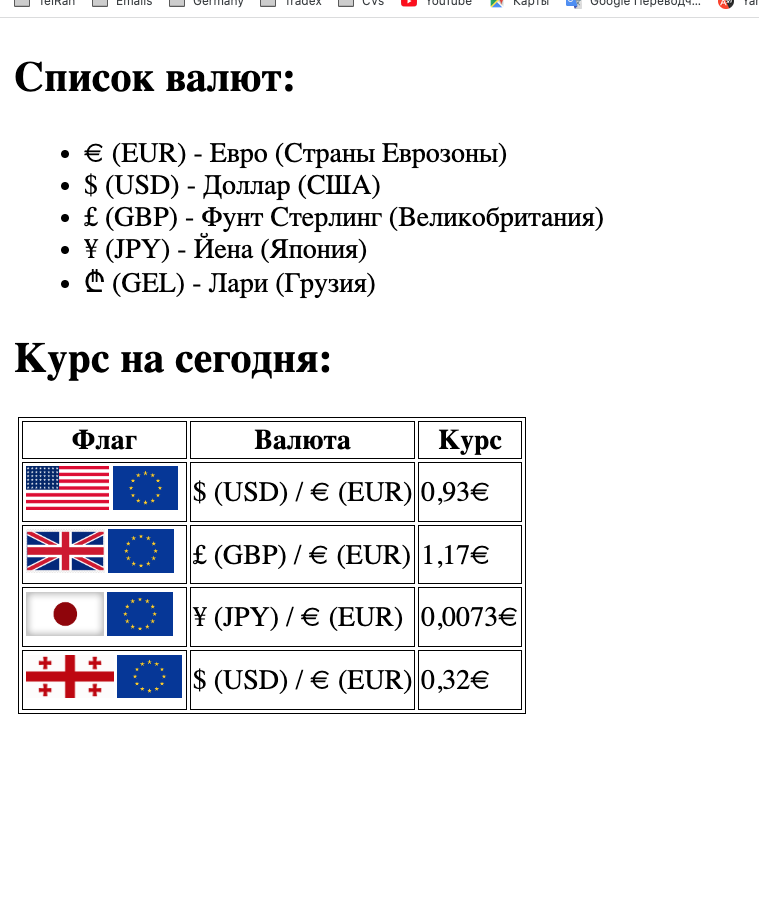 TelRan Emails Germany Tradex CVs YouTube Карты Google Переводч...
Список валют:
• € (EUR) - Евро (Страны Еврозоны)
• $ (USD) - Доллар (США)
• £ (GBP) - Фунт Стерлинг (Великобритания)
• ¥ (JPY) - Йена (Япония)
• ₾ (GEL) - Лари (Грузия)
Курс на сегодня:
Флаг Валюта Курс
$ (USD) / € (EUR) 0,93€
£ (GBP) / € (EUR) 1,17€
¥ (JPY) / € (EUR) 0,0073€
$ (USD) / € (EUR) 0,32€